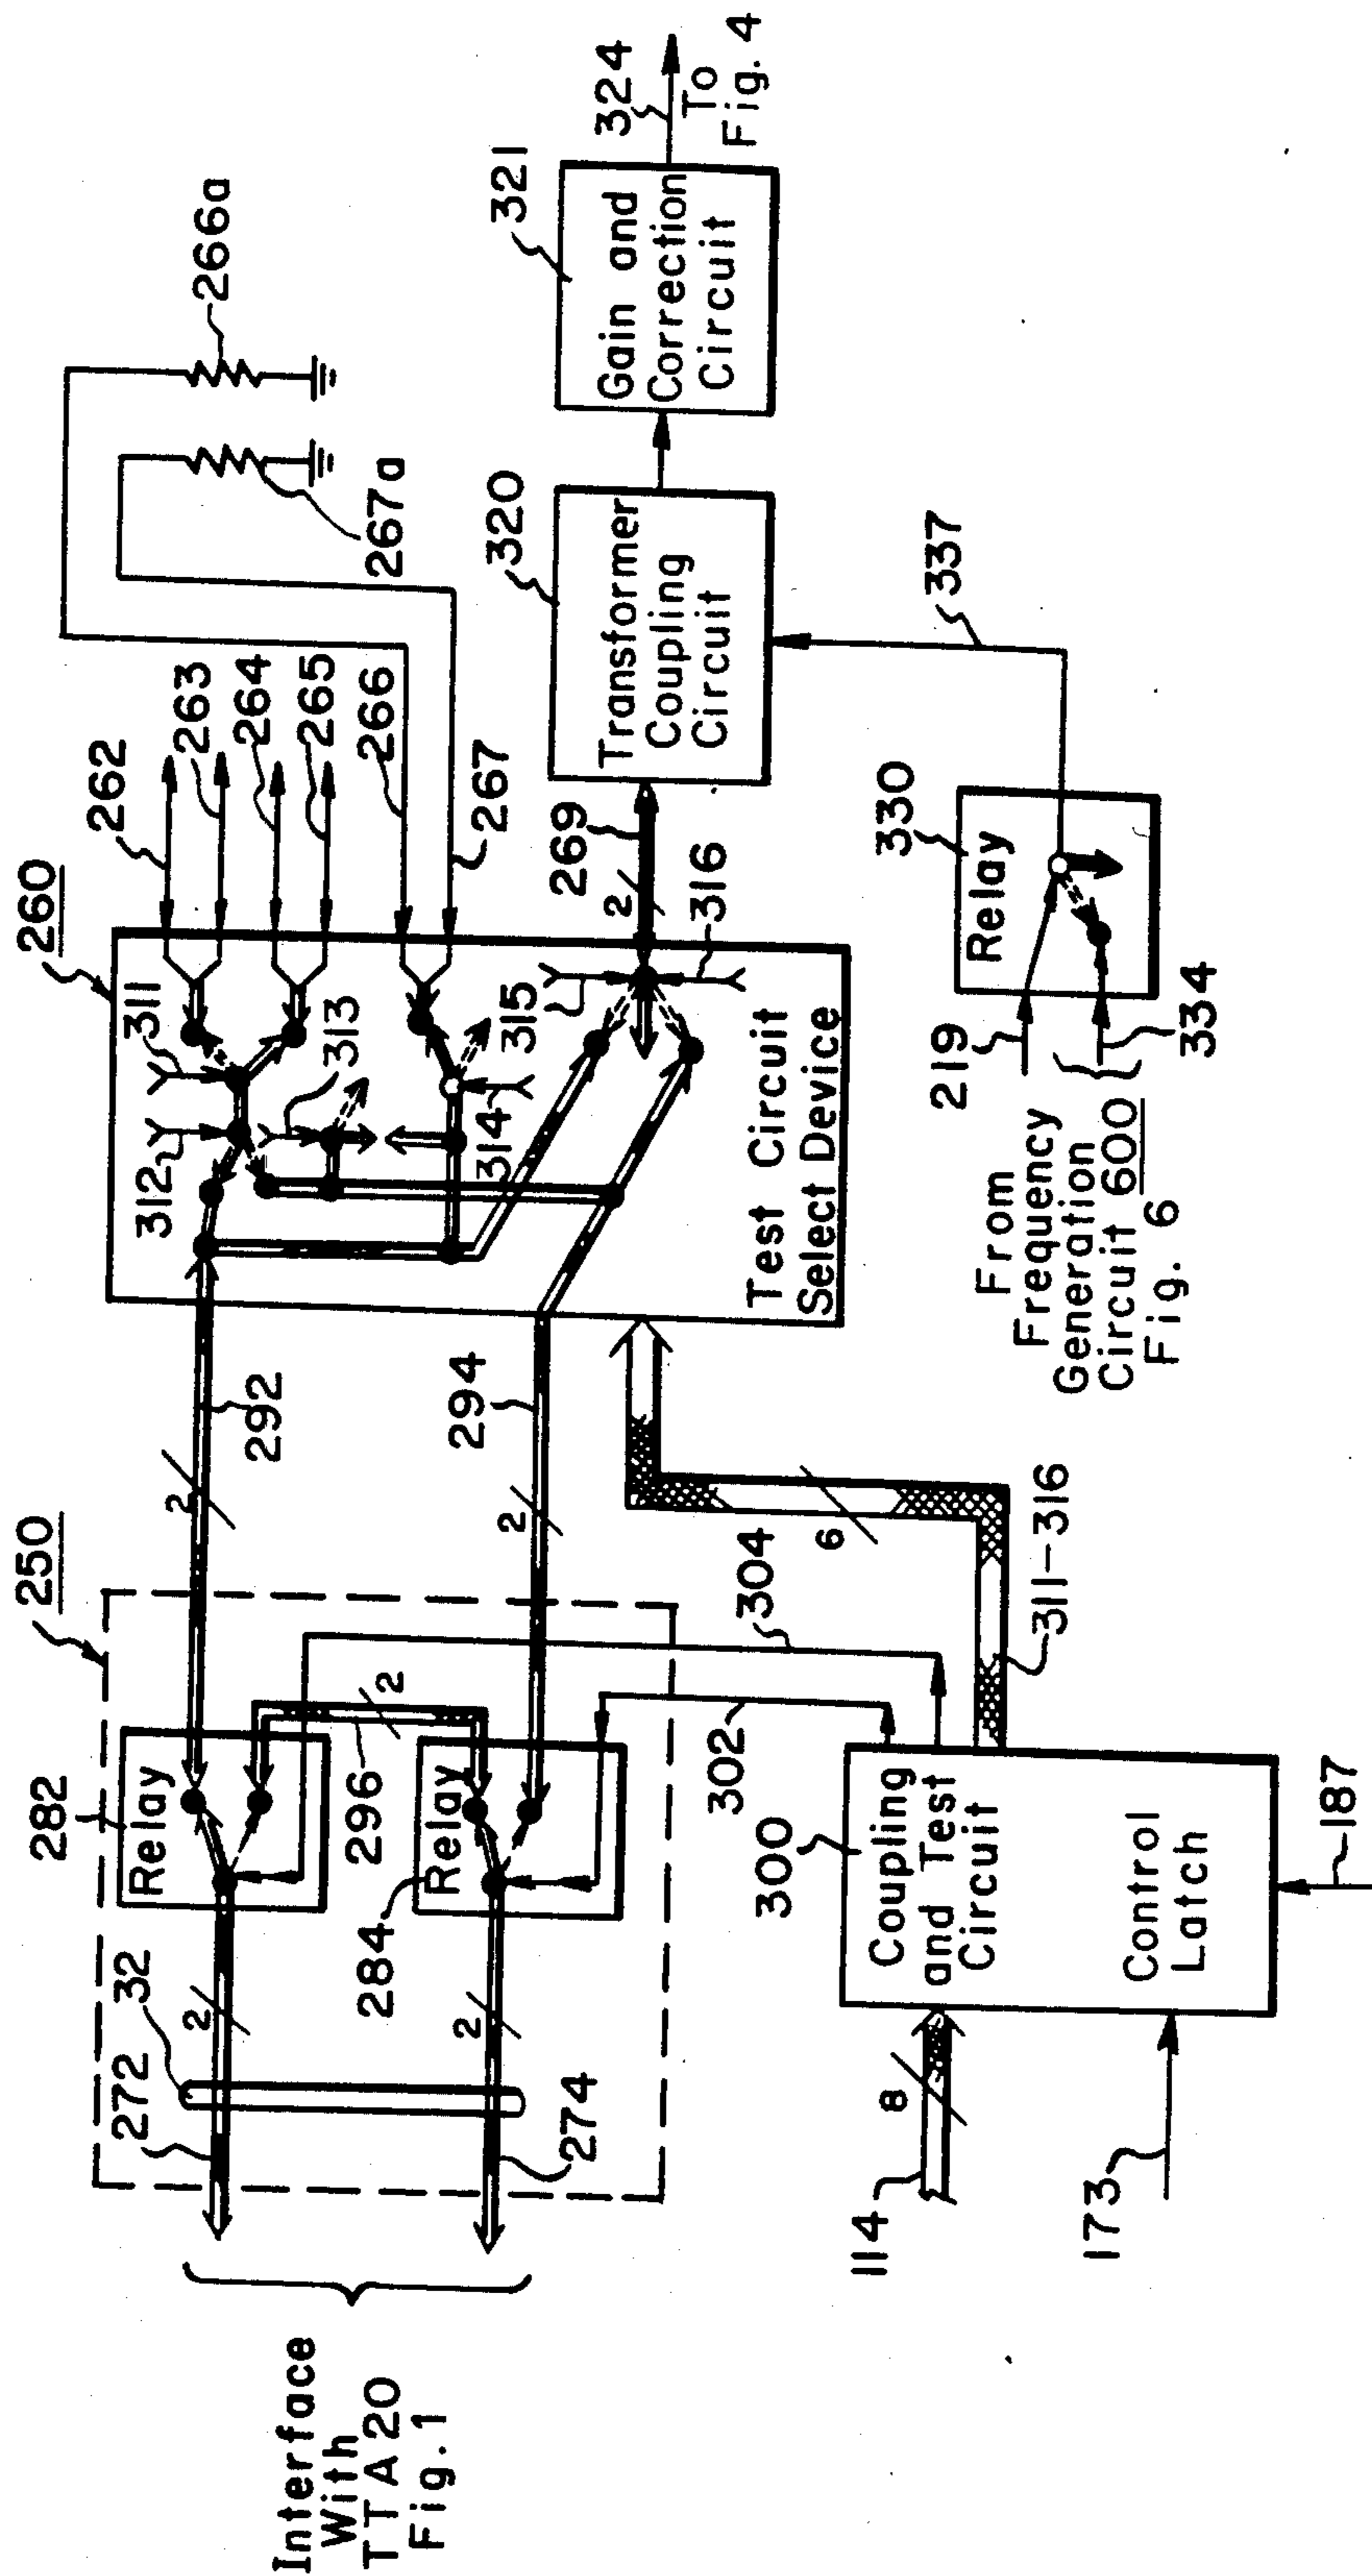 Interface
With
TTA20
Fig. 1
272
32
274
250
282
Relay
284
Relay
296
2
2
2
2
2
292
294
302
304
114
8
173
187
300
Coupling
and Test
Circuit
Control
Latch
311-316
6
260
312
311
313
314
315
316
Test Circuit
Select Device
262
263
264
265
266
267
266a
267a
269
2
320
Transformer
Coupling
Circuit
321
Gain and
Correction
Circuit
324
To
Fig. 4
337
330
Relay
219
334
From
Frequency
Generation
Circuit 600
Fig. 6